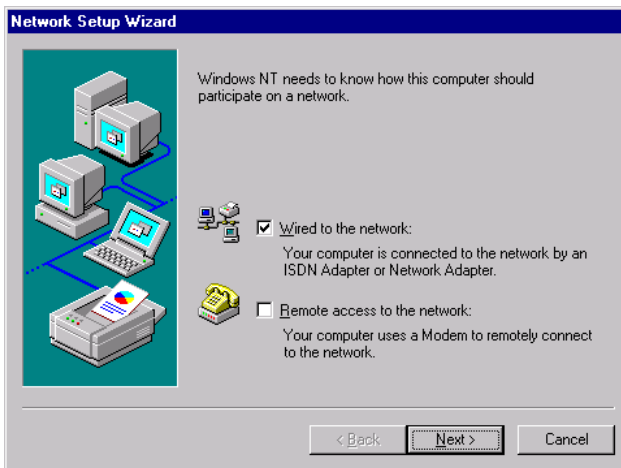 Network Setup Wizard
Windows NT needs to know how this computer should
participate on a network.
Wired to the network:
Your computer is connected to the network by an
ISDN Adapter or Network Adapter.
Remote access to the network:
Your computer uses a Modem to remotely connect
to the network.
< Back
Next >
Cancel